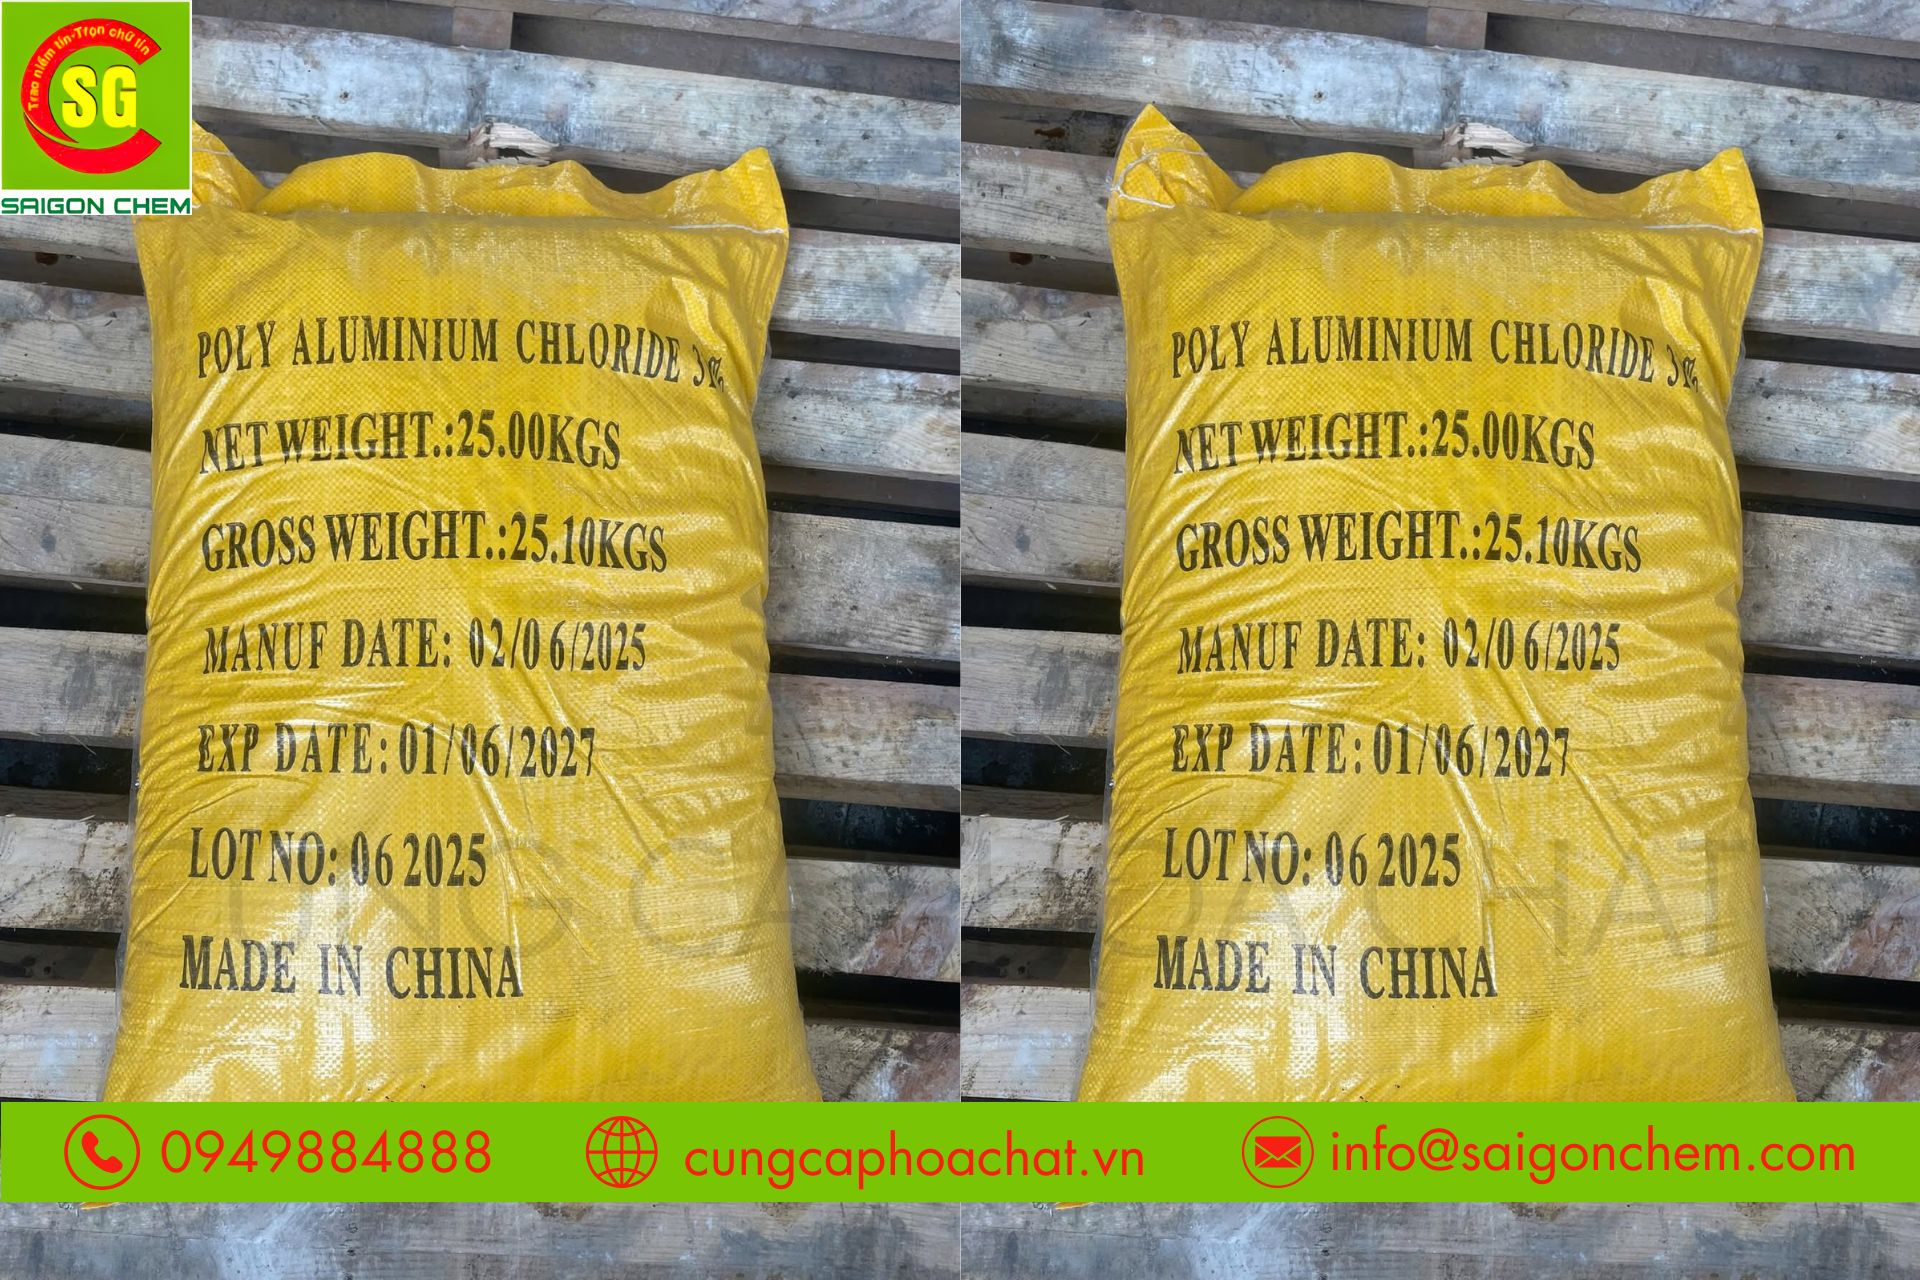 Trao niềm tin-Trọn chữ tín
SG
SAIGON CHEM
POLY ALUMINIUM CHLORIDE
NET WEIGHT.:25.00KGS
GROSS WEIGHT.:25.10KGS
MANUF DATE: 02/06/2025
EXP DATE: 01/06/2027
LOT NO: 06 2025
MADE IN CHINA
POLY ALUMINIUM CHLORIDE
NET WEIGHT.:25.00KGS
GROSS WEIGHT.:25.10KGS
MANUF DATE: 02/06/2025
EXP DATE: 01/06/2027
LOT NO: 06 2025
MADE IN CHINA
0949884888
cungcaphoachat.vn
info@saigonchem.com